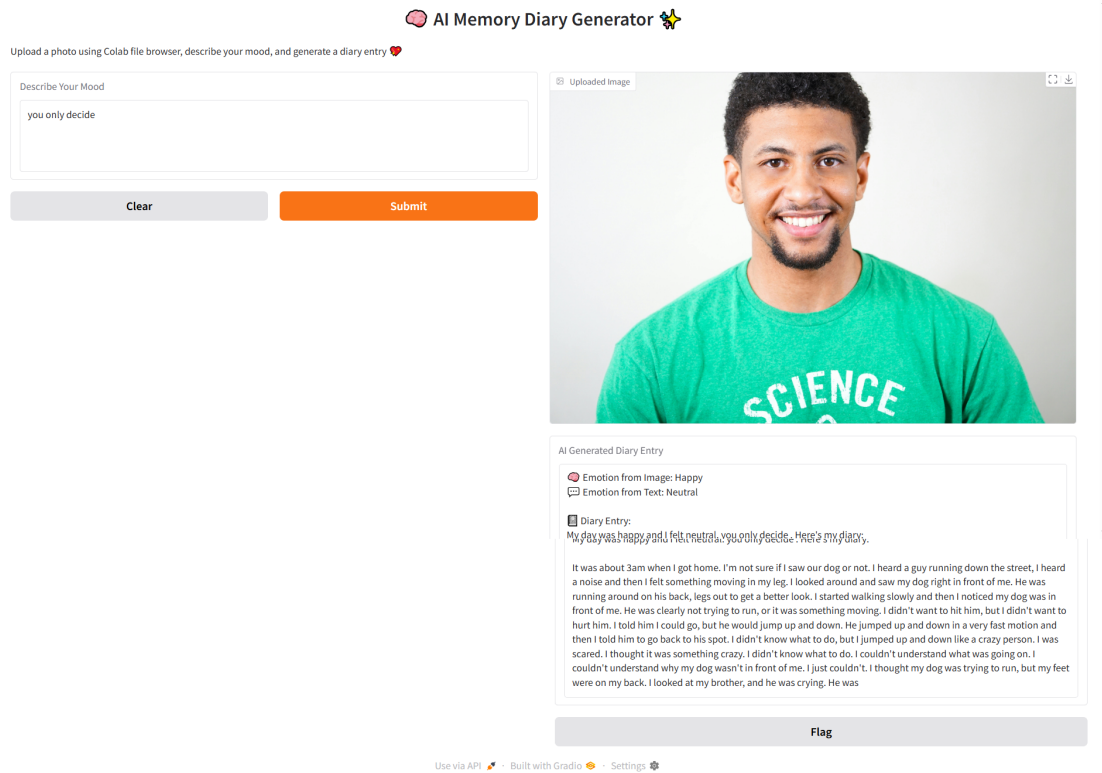 🧠 AI Memory Diary Generator ✨
Upload a photo using Colab file browser, describe your mood, and generate a diary entry 💖
Describe Your Mood
you only decide
Clear
Submit
Uploaded Image
SCIENCE
AI Generated Diary Entry
🧠 Emotion from Image: Happy
💬 Emotion from Text: Neutral
📓 Diary Entry:
My day was happy and I felt neutral. you only decide . Here's my diary:
My day was happy and I felt neutral. you only decide . Here's my diary:
It was about 3am when I got home. I'm not sure if I saw our dog or not. I heard a guy running down the street, I heard
a noise and then I felt something moving in my leg. I looked around and saw my dog right in front of me. He was
running around on his back, legs out to get a better look. I started walking slowly and then I noticed my dog was in
front of me. He was clearly not trying to run, or it was something moving. I didn't want to hit him, but I didn't want to
hurt him. I told him I could go, but he would jump up and down. He jumped up and down in a very fast motion and
then I told him to go back to his spot. I didn't know what to do, but I jumped up and down like a crazy person. I was
scared. I thought it was something crazy. I didn't know what to do. I couldn't understand what was going on. I
couldn't understand why my dog wasn't in front of me. I just couldn't. I thought my dog was trying to run, but my feet
were on my back. I looked at my brother, and he was crying. He was
Flag
Use via API 🚀 · Built with Gradio · Settings ⚙️